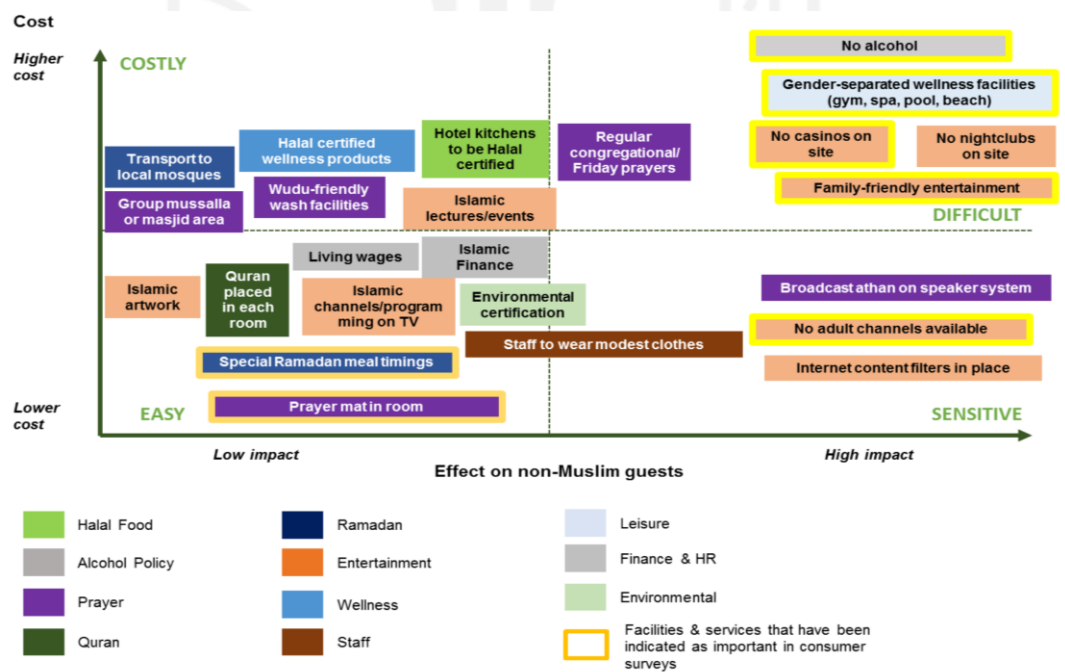 Cost
Higher
cost
COSTLY
No alcohol
Gender-separated wellness facilities
(gym, spa, pool, beach)
Transport to
local mosques
Halal certified
wellness products
Hotel kitchens
to be Halal
certified
Regular
congregational/
Friday prayers
No casinos on
site
No nightclubs
on site
Group mussalla
or masjid area
Wudu-friendly
wash facilities
Islamic
lectures/events
Family-friendly entertainment
DIFFICULT
Living wages
Islamic
Finance
Islamic
artwork
Quran
placed
in each
room
Islamic
channels/program
ming on TV
Environmental
certification
Broadcast athan on speaker system
Staff to wear modest clothes
No adult channels available
Special Ramadan meal timings
Internet content filters in place
Prayer mat in room
Lower
cost
EASY
SENSITIVE
Low impact
High impact
Effect on non-Muslim guests
Halal Food
Ramadan
Leisure
Alcohol Policy
Entertainment
Finance & HR
Prayer
Wellness
Environmental
Quran
Staff
Facilities & services that have been
indicated as important in consumer
surveys